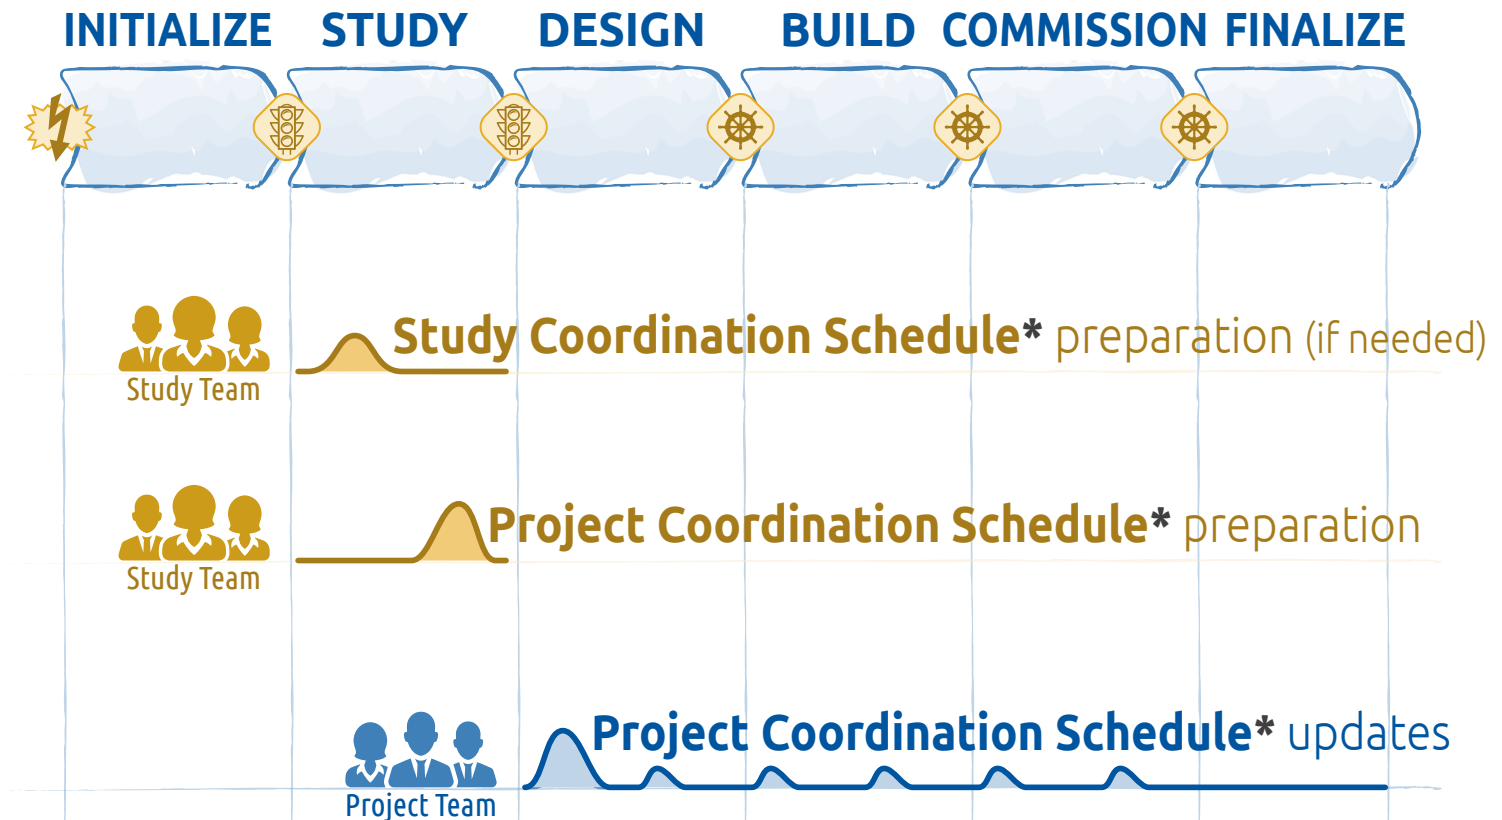 INITIALIZE STUDY DESIGN BUILD COMMISSION FINALIZE
Study Coordination Schedule* preparation (if needed)
Study Team
Project Coordination Schedule* preparation
Study Team
Project Coordination Schedule* updates
Project Team